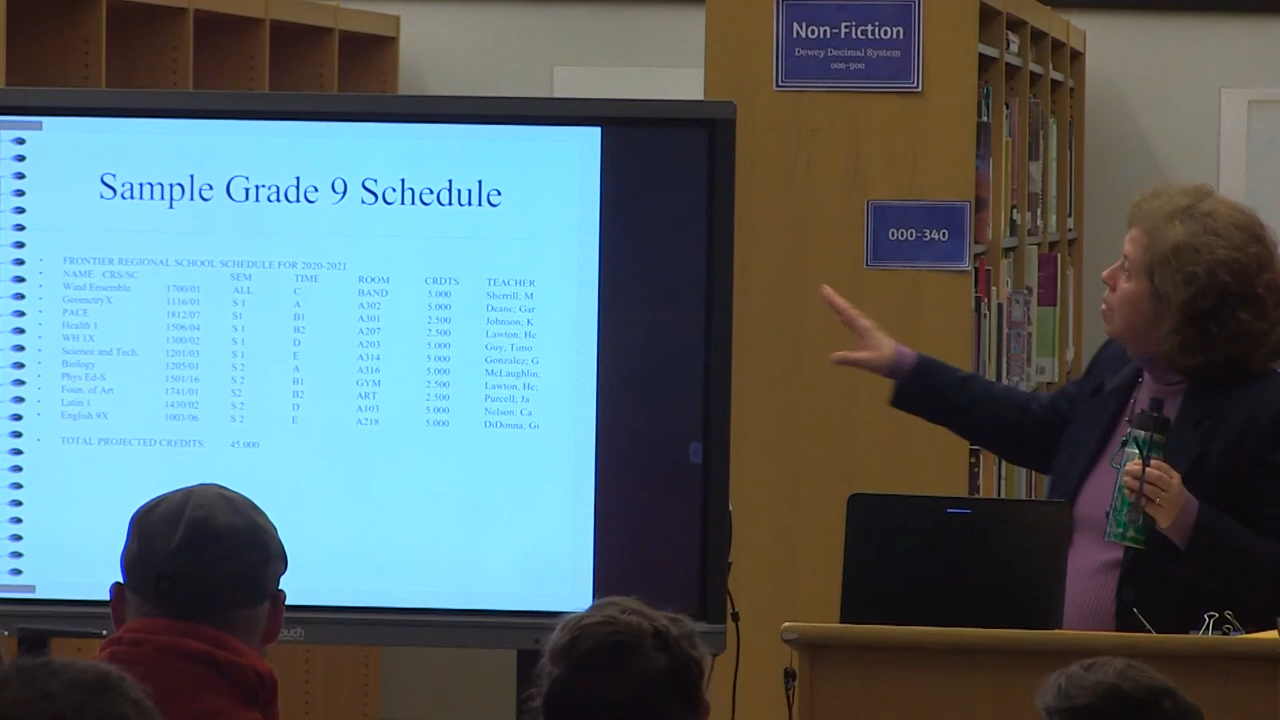 Non-Fiction
Dewey Decimal System
000-900
000-340
Sample Grade 9 Schedule
FRONTIER REGIONAL SCHOOL SCHEDULE FOR 2020-2021
NAME CRS/SC SEM TIME ROOM CRDTS TEACHER
Wind Ensemble 1700/01 ALL C BAND 5.000 Sherrill; M
GeometryX 1116/01 S 1 A A302 5.000 Deane; Gar
PACE 1812/07 S1 B1 A301 2.500 Johnson; K
Health 1 1506/04 S 1 B2 A207 2.500 Lawton; He
WH 1X 1300/02 S 1 D A203 5.000 Guy, Timo
Science and Tech. 1201/03 S 1 E A314 5.000 Gonzalez; G
Biology 1205/01 S 2 A A316 5.000 McLaughlin;
Phys Ed-S 1501/16 S 2 B1 GYM 2.500 Lawton, He;
Foun. of Art 1741/01 S2 B2 ART 2.500 Purcell; Ja
Latin 1 1430/02 S 2 D A103 5.000 Nelson; Ca
English 9X 1003/06 S 2 E A218 5.000 DiDonna; Gi
TOTAL PROJECTED CREDITS: 45.000